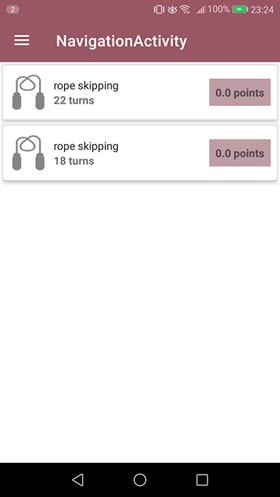 2
100%
23:24
NavigationActivity
rope skipping
22 turns
0.0 points
rope skipping
18 turns
0.0 points